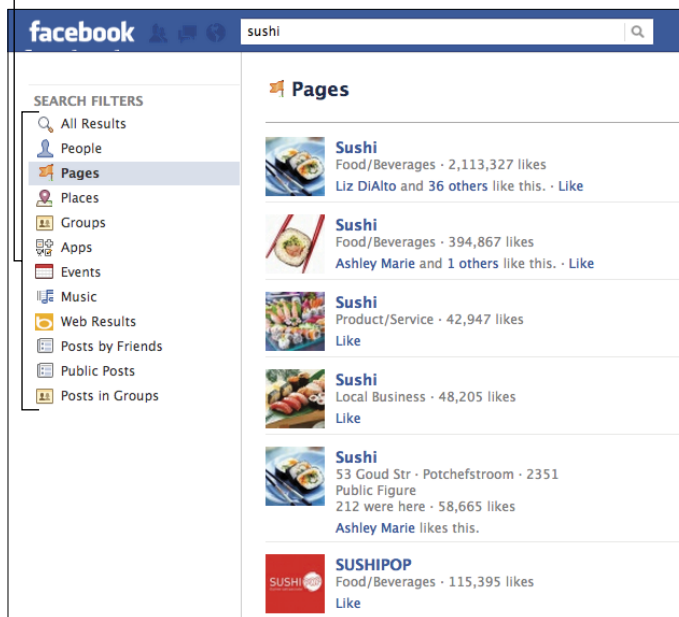 facebook
sushi
SEARCH FILTERS
All Results
People
Pages
Places
Groups
Apps
Events
Music
Web Results
Posts by Friends
Public Posts
Posts in Groups
Pages
Sushi
Food/Beverages · 2,113,327 likes
Liz DiAlto and 36 others like this. · Like
Sushi
Food/Beverages · 394,867 likes
Ashley Marie and 1 others like this. · Like
Sushi
Product/Service · 42,947 likes
Like
Sushi
Local Business · 48,205 likes
Like
Sushi
53 Goud Str · Potchefstroom · 2351
Public Figure
212 were here · 58,665 likes
Ashley Marie likes this.
SUSHI
SUSHIPOP
Food/Beverages · 115,395 likes
Like